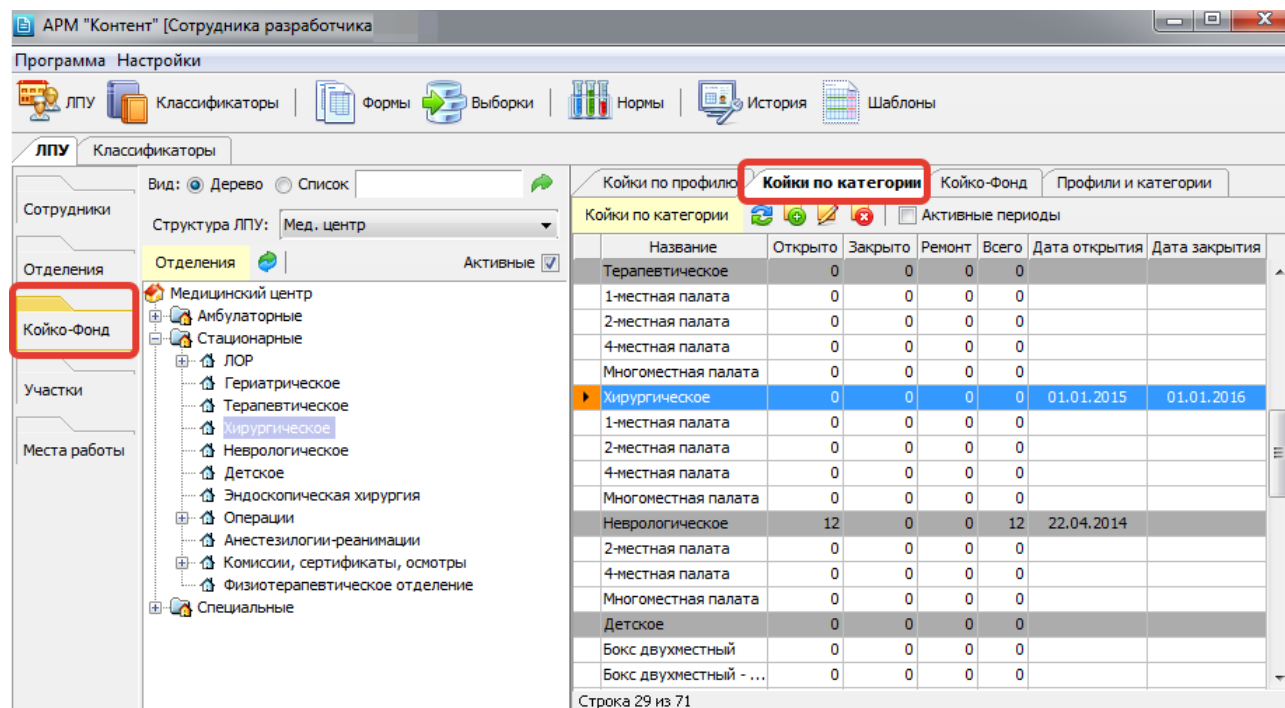 АРМ "Контент" [Сотрудника разработчика
Программа Настройки
ЛПУ Классификаторы Формы Выборки Нормы История Шаблоны
ЛПУ Классификаторы
Сотрудники
Отделения
Койко-Фонд
Участки
Места работы
Вид: Дерево Список
Структура ЛПУ: Мед. центр
Отделения Активные
Медицинский центр
Амбулаторные
Стационарные
ЛОР
Гериатрическое
Терапевтическое
Хирургическое
Неврологическое
Детское
Эндоскопическая хирургия
Операции
Анестезилогии-реанимации
Комиссии, сертификаты, осмотры
Физиотерапевтическое отделение
Специальные
Койки по профилю Койки по категории Койко-Фонд Профили и категории
Койки по категории Активные периоды
Название Открыто Закрыто Ремонт Всего Дата открытия Дата закрытия
Терапевтическое 0 0 0 0
1-местная палата 0 0 0 0
2-местная палата 0 0 0 0
4-местная палата 0 0 0 0
Многоместная палата 0 0 0 0
Хирургическое 0 0 0 0 01.01.2015 01.01.2016
1-местная палата 0 0 0 0
2-местная палата 0 0 0 0
4-местная палата 0 0 0 0
Многоместная палата 0 0 0 0
Неврологическое 12 0 0 12 22.04.2014
2-местная палата 0 0 0 0
4-местная палата 0 0 0 0
Многоместная палата 0 0 0 0
Детское 0 0 0 0
Бокс двухместный 0 0 0 0
Бокс двухместный - ... 0 0 0 0
Строка 29 из 71